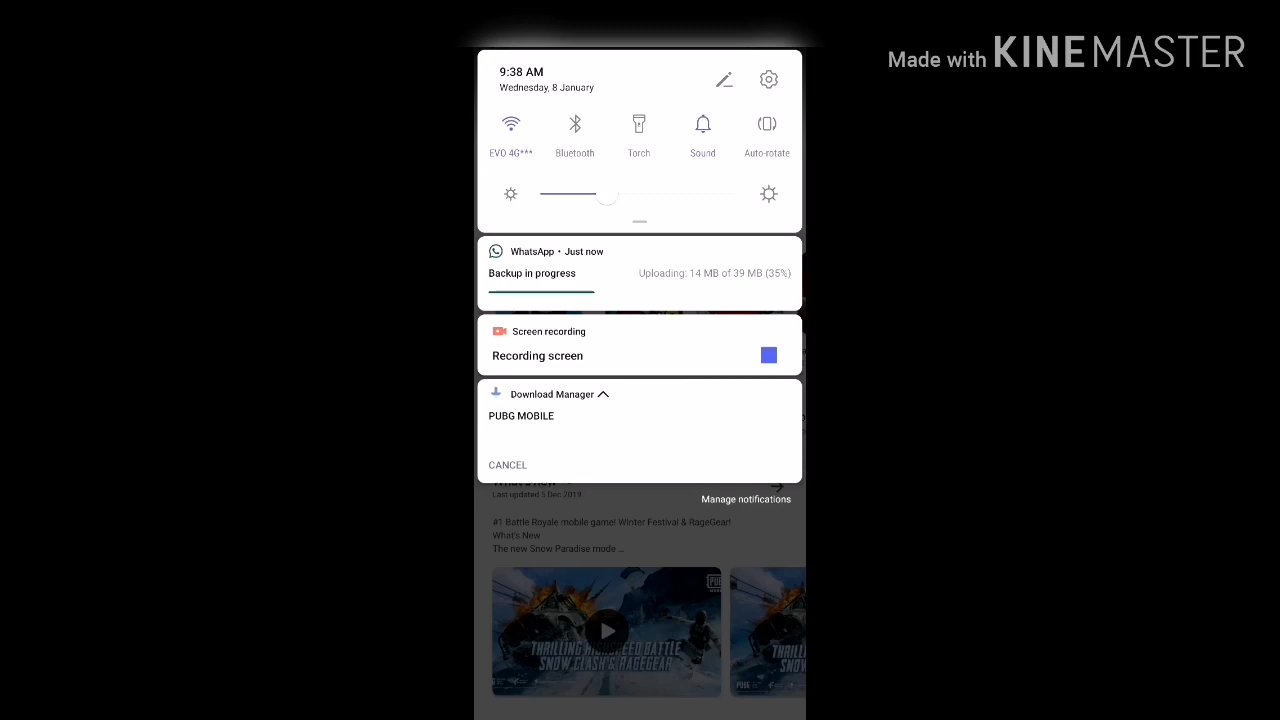 Made with KINEMASTER
9:38 AM
Wednesday, 8 January
EVO 4G*** Bluetooth Torch Sound Auto-rotate
WhatsApp • Just now
Backup in progress Uploading: 14 MB of 39 MB (35%)
Screen recording
Recording screen
Download Manager
PUBG MOBILE
CANCEL
What's new
Last updated 5 Dec 2019
Manage notifications
#1 Battle Royale mobile game! Winter Festival & RageGear!
What's New
The new Snow Paradise mode ...
THRILLING HIGHSPEED BATTLE
SNOW CLASH & RAGEGEAR